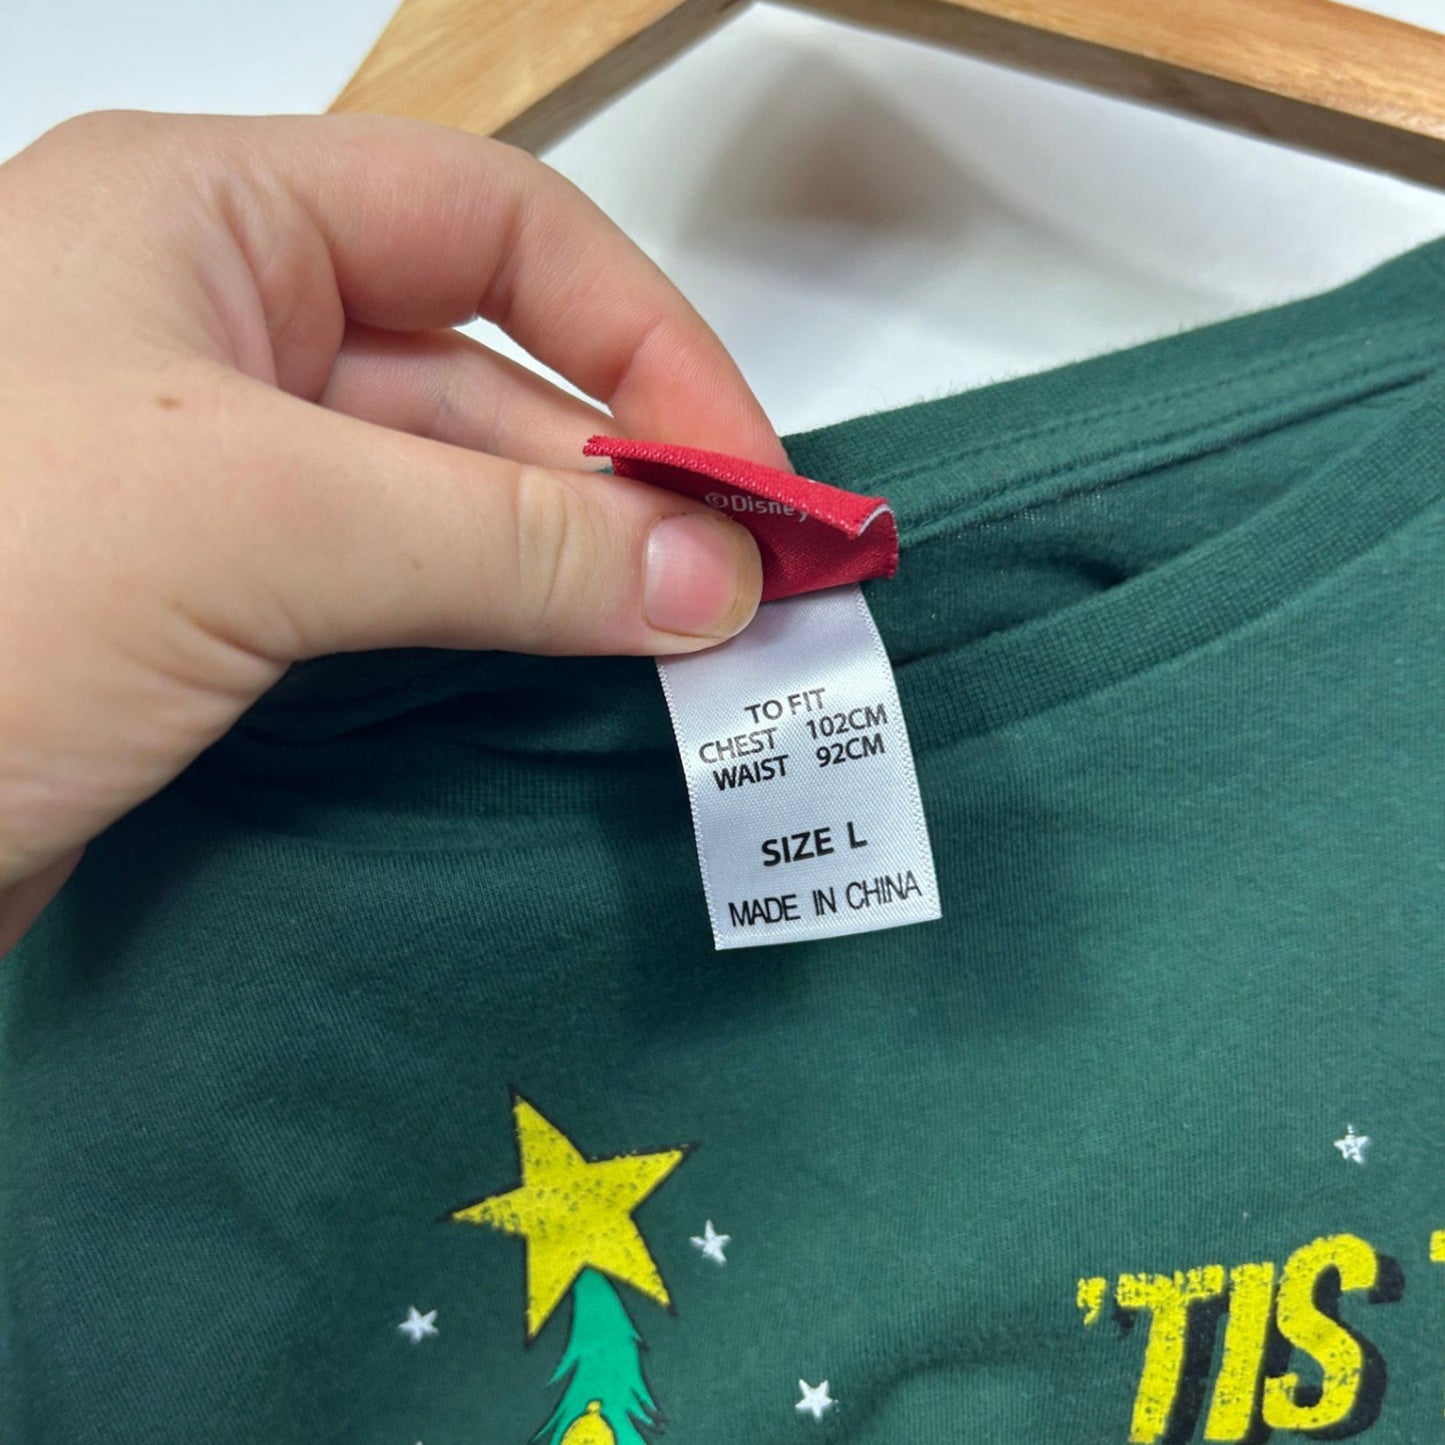 ©Disney
TO FIT
CHEST 102CM
WAIST 92CM
SIZE L
MADE IN CHINA
'TIS